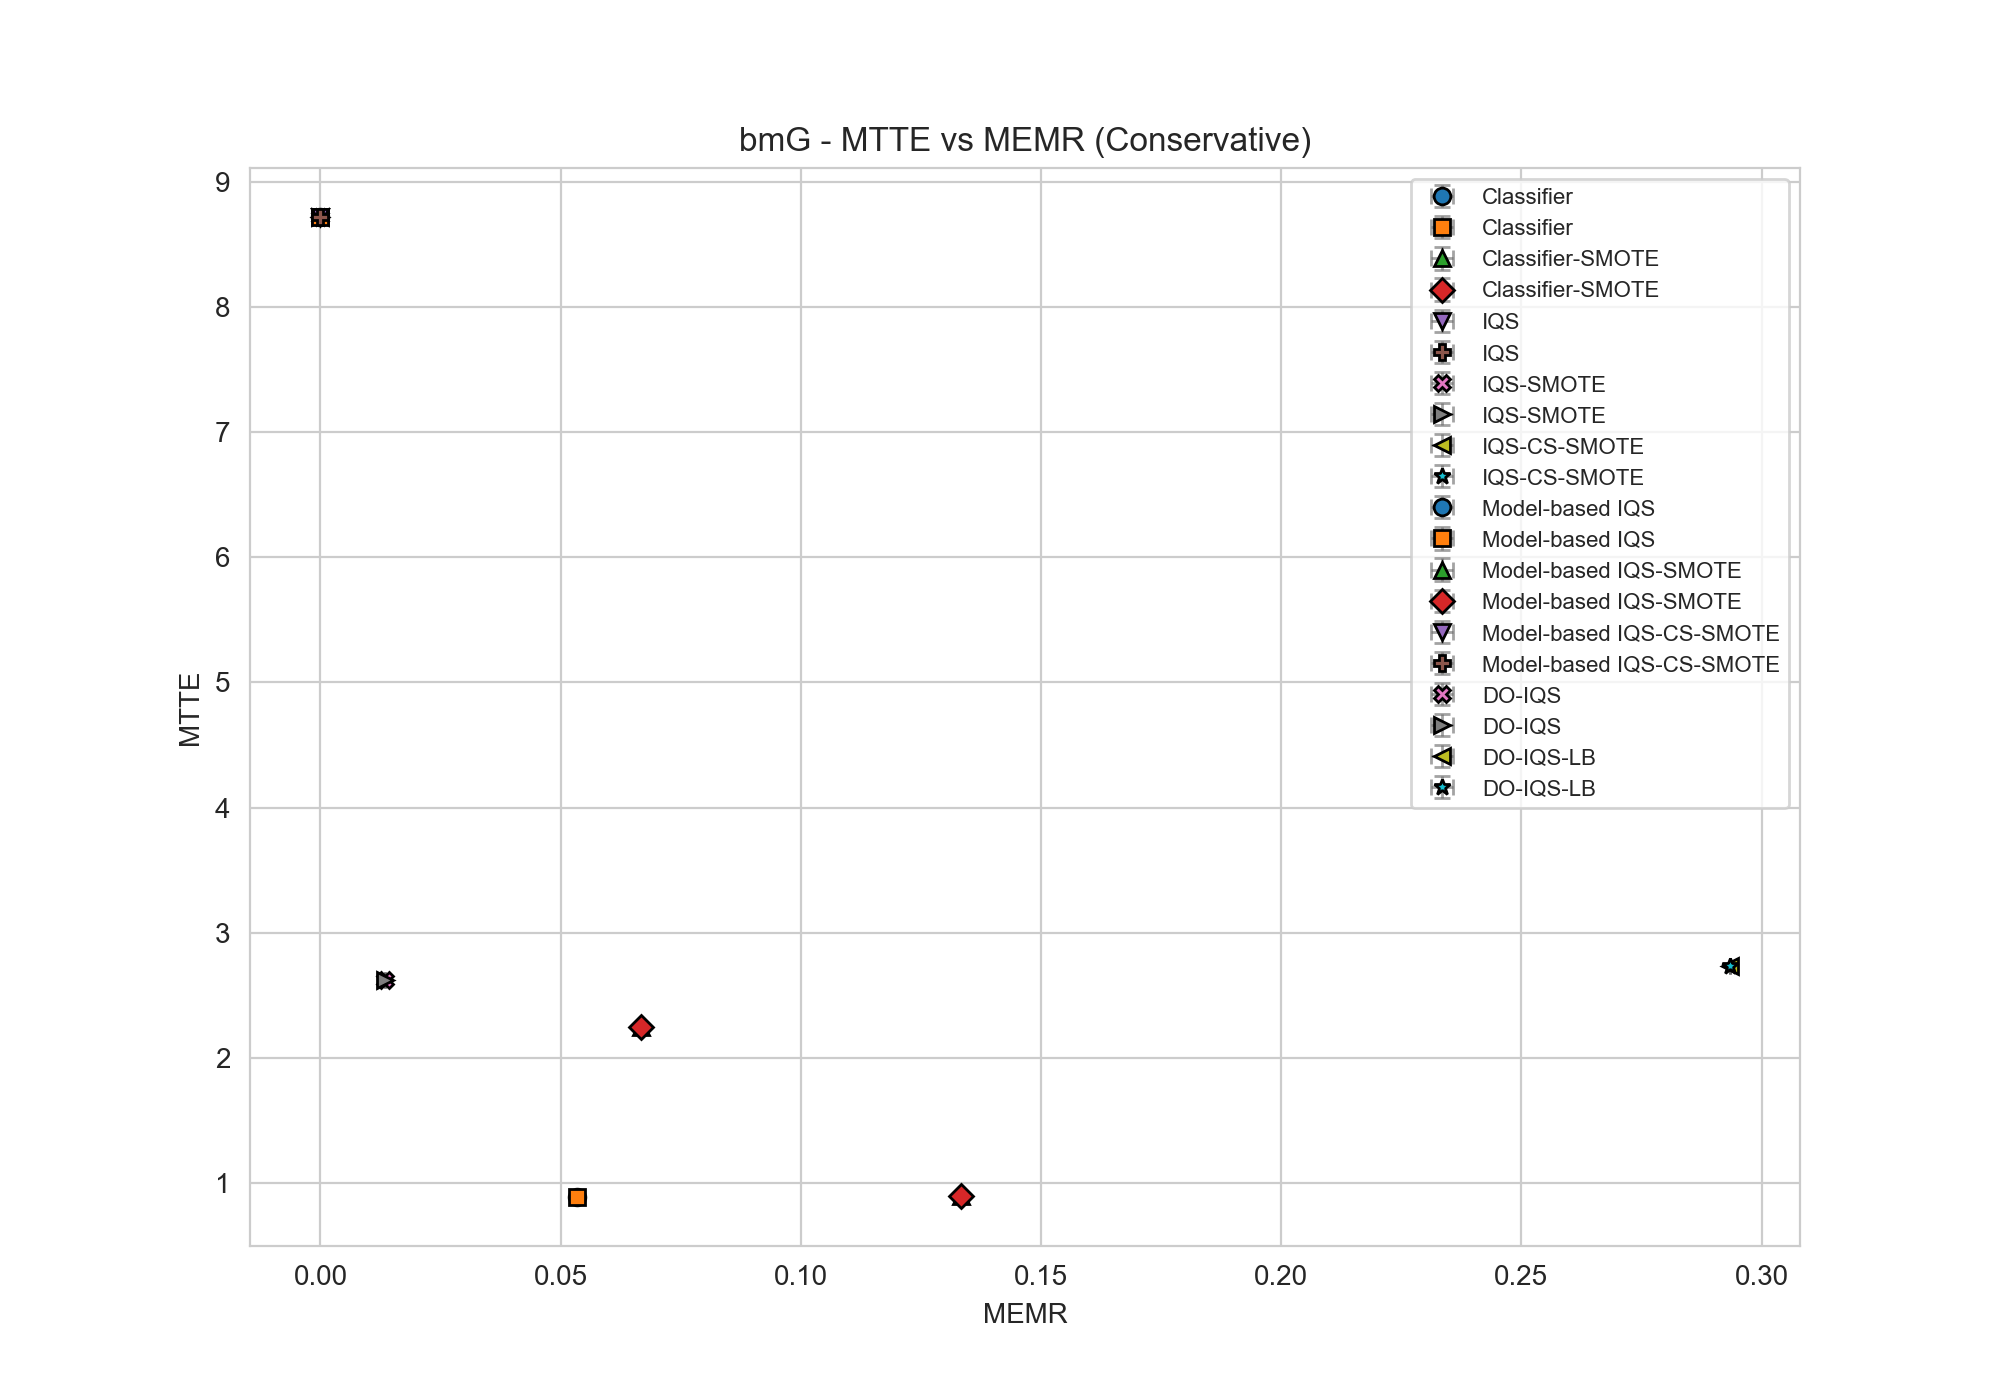 bmG - MTTE vs MEMR (Conservative)
9
8
7
6
5
4
3
2
1
MTTE
Classifier
Classifier
Classifier-SMOTE
Classifier-SMOTE
IQS
IQS
IQS-SMOTE
IQS-SMOTE
IQS-CS-SMOTE
IQS-CS-SMOTE
Model-based IQS
Model-based IQS
Model-based IQS-SMOTE
Model-based IQS-SMOTE
Model-based IQS-CS-SMOTE
Model-based IQS-CS-SMOTE
DO-IQS
DO-IQS
DO-IQS-LB
DO-IQS-LB
0.00 0.05 0.10 0.15 0.20 0.25 0.30
MEMR